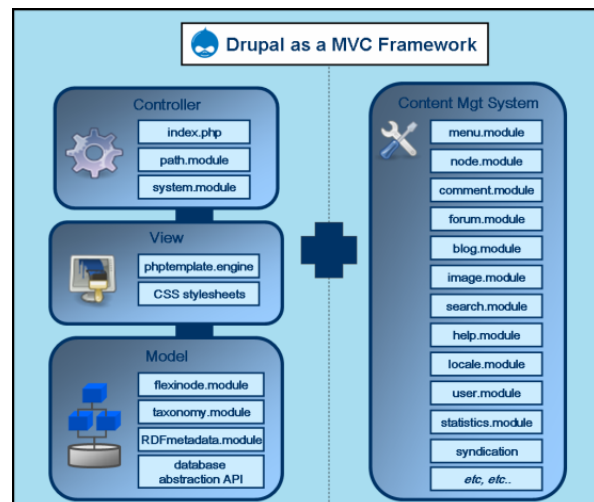 Drupal as a MVC Framework
Controller
index.php
path.module
system.module
View
phptemplate.engine
CSS stylesheets
Model
flexinode.module
taxonomy.module
RDFmetadata.module
database
abstraction API
Content Mgt System
menu.module
node.module
comment.module
forum.module
blog.module
image.module
search.module
help.module
locale.module
user.module
statistics.module
syndication
etc, etc..